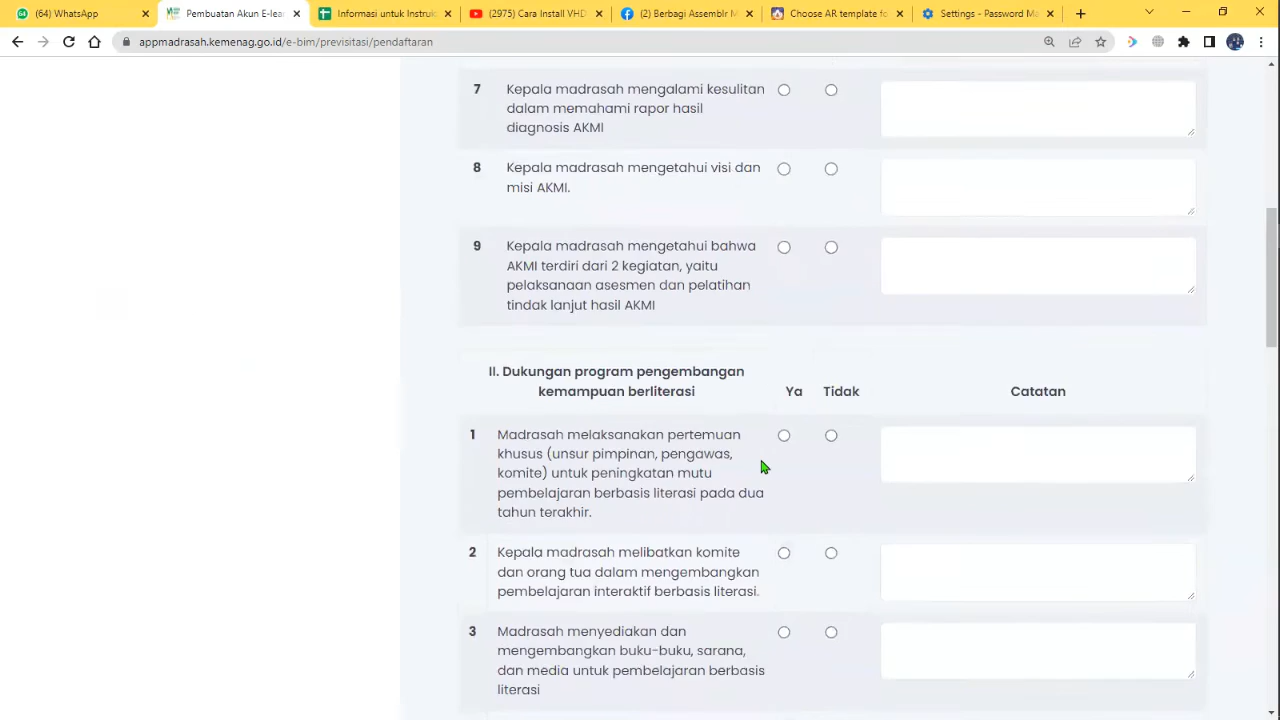 (64) WhatsApp
Pembuatan Akun E-lea
Informasi untuk Instruk
(2975) Cara Install VHD
(2) Berbagi Assemblr M
Choose AR template fo
Settings - Password Ma
appmadrasah.kemenag.go.id/e-bim/previsitasi/pendaftaran
7 Kepala madrasah mengalami kesulitan
dalam memahami rapor hasil
diagnosis AKMI
8 Kepala madrasah mengetahui visi dan
misi AKMI.
9 Kepala madrasah mengetahui bahwa
AKMI terdiri dari 2 kegiatan, yaitu
pelaksanaan asesmen dan pelatihan
tindak lanjut hasil AKMI
II. Dukungan program pengembangan
kemampuan berliterasi Ya Tidak Catatan
1 Madrasah melaksanakan pertemuan
khusus (unsur pimpinan, pengawas,
komite) untuk peningkatan mutu
pembelajaran berbasis literasi pada dua
tahun terakhir.
2 Kepala madrasah melibatkan komite
dan orang tua dalam mengembangkan
pembelajaran interaktif berbasis literasi.
3 Madrasah menyediakan dan
mengembangkan buku-buku, sarana,
dan media untuk pembelajaran berbasis
literasi